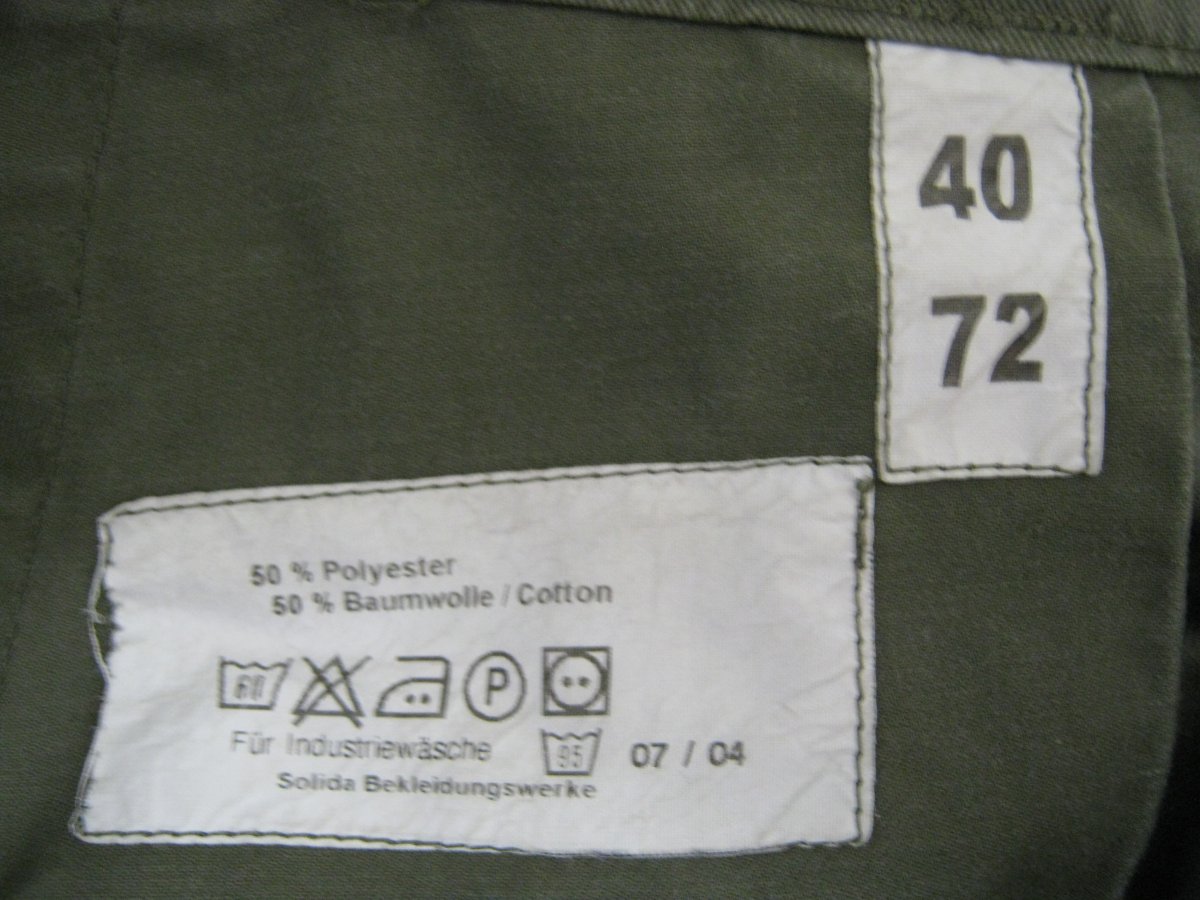 40
72
50 % Polyester
50 % Baumwolle / Cotton
60 P
Für Industriewäsche 95 07 / 04
Solida Bekleidungswerke